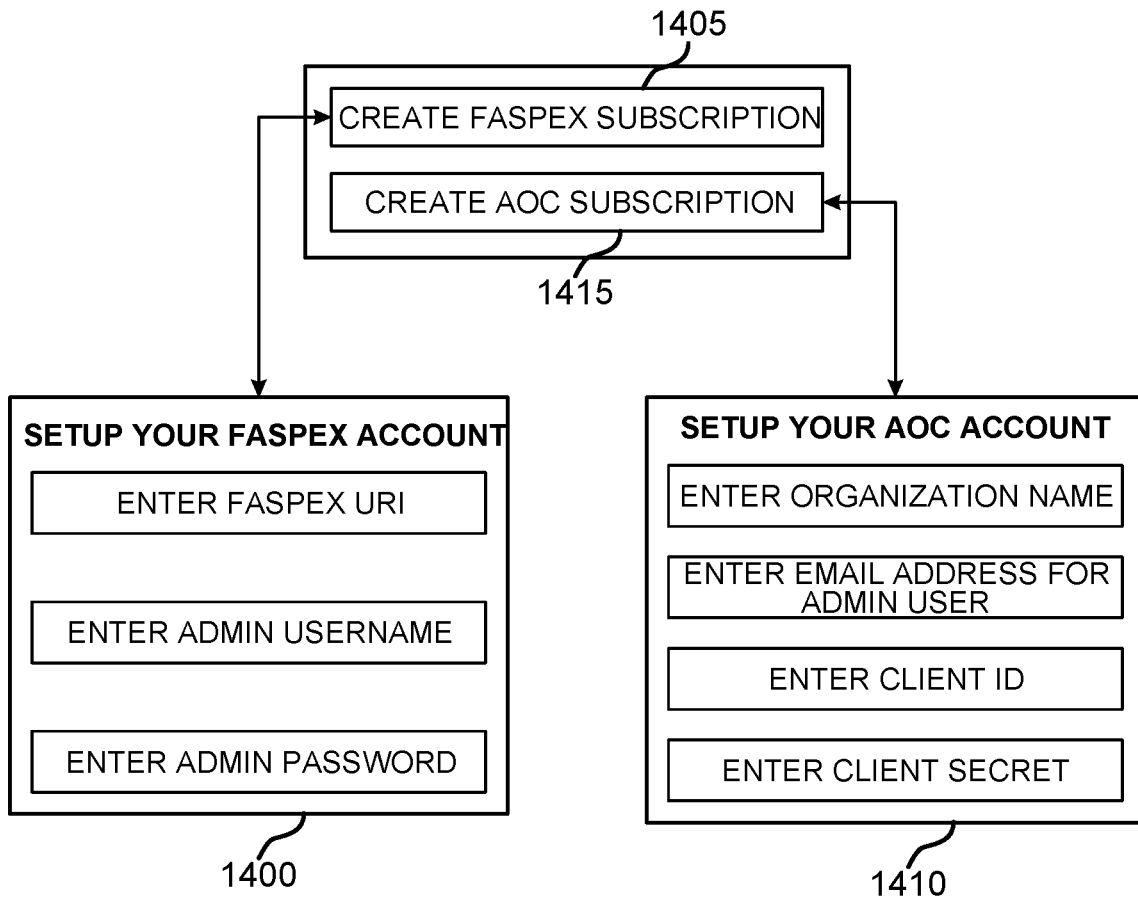 1405
CREATE FASPEX SUBSCRIPTION
CREATE AOC SUBSCRIPTION
1415
SETUP YOUR FASPEX ACCOUNT
ENTER FASPEX URI
ENTER ADMIN USERNAME
ENTER ADMIN PASSWORD
1400
SETUP YOUR AOC ACCOUNT
ENTER ORGANIZATION NAME
ENTER EMAIL ADDRESS FOR
ADMIN USER
ENTER CLIENT ID
ENTER CLIENT SECRET
1410